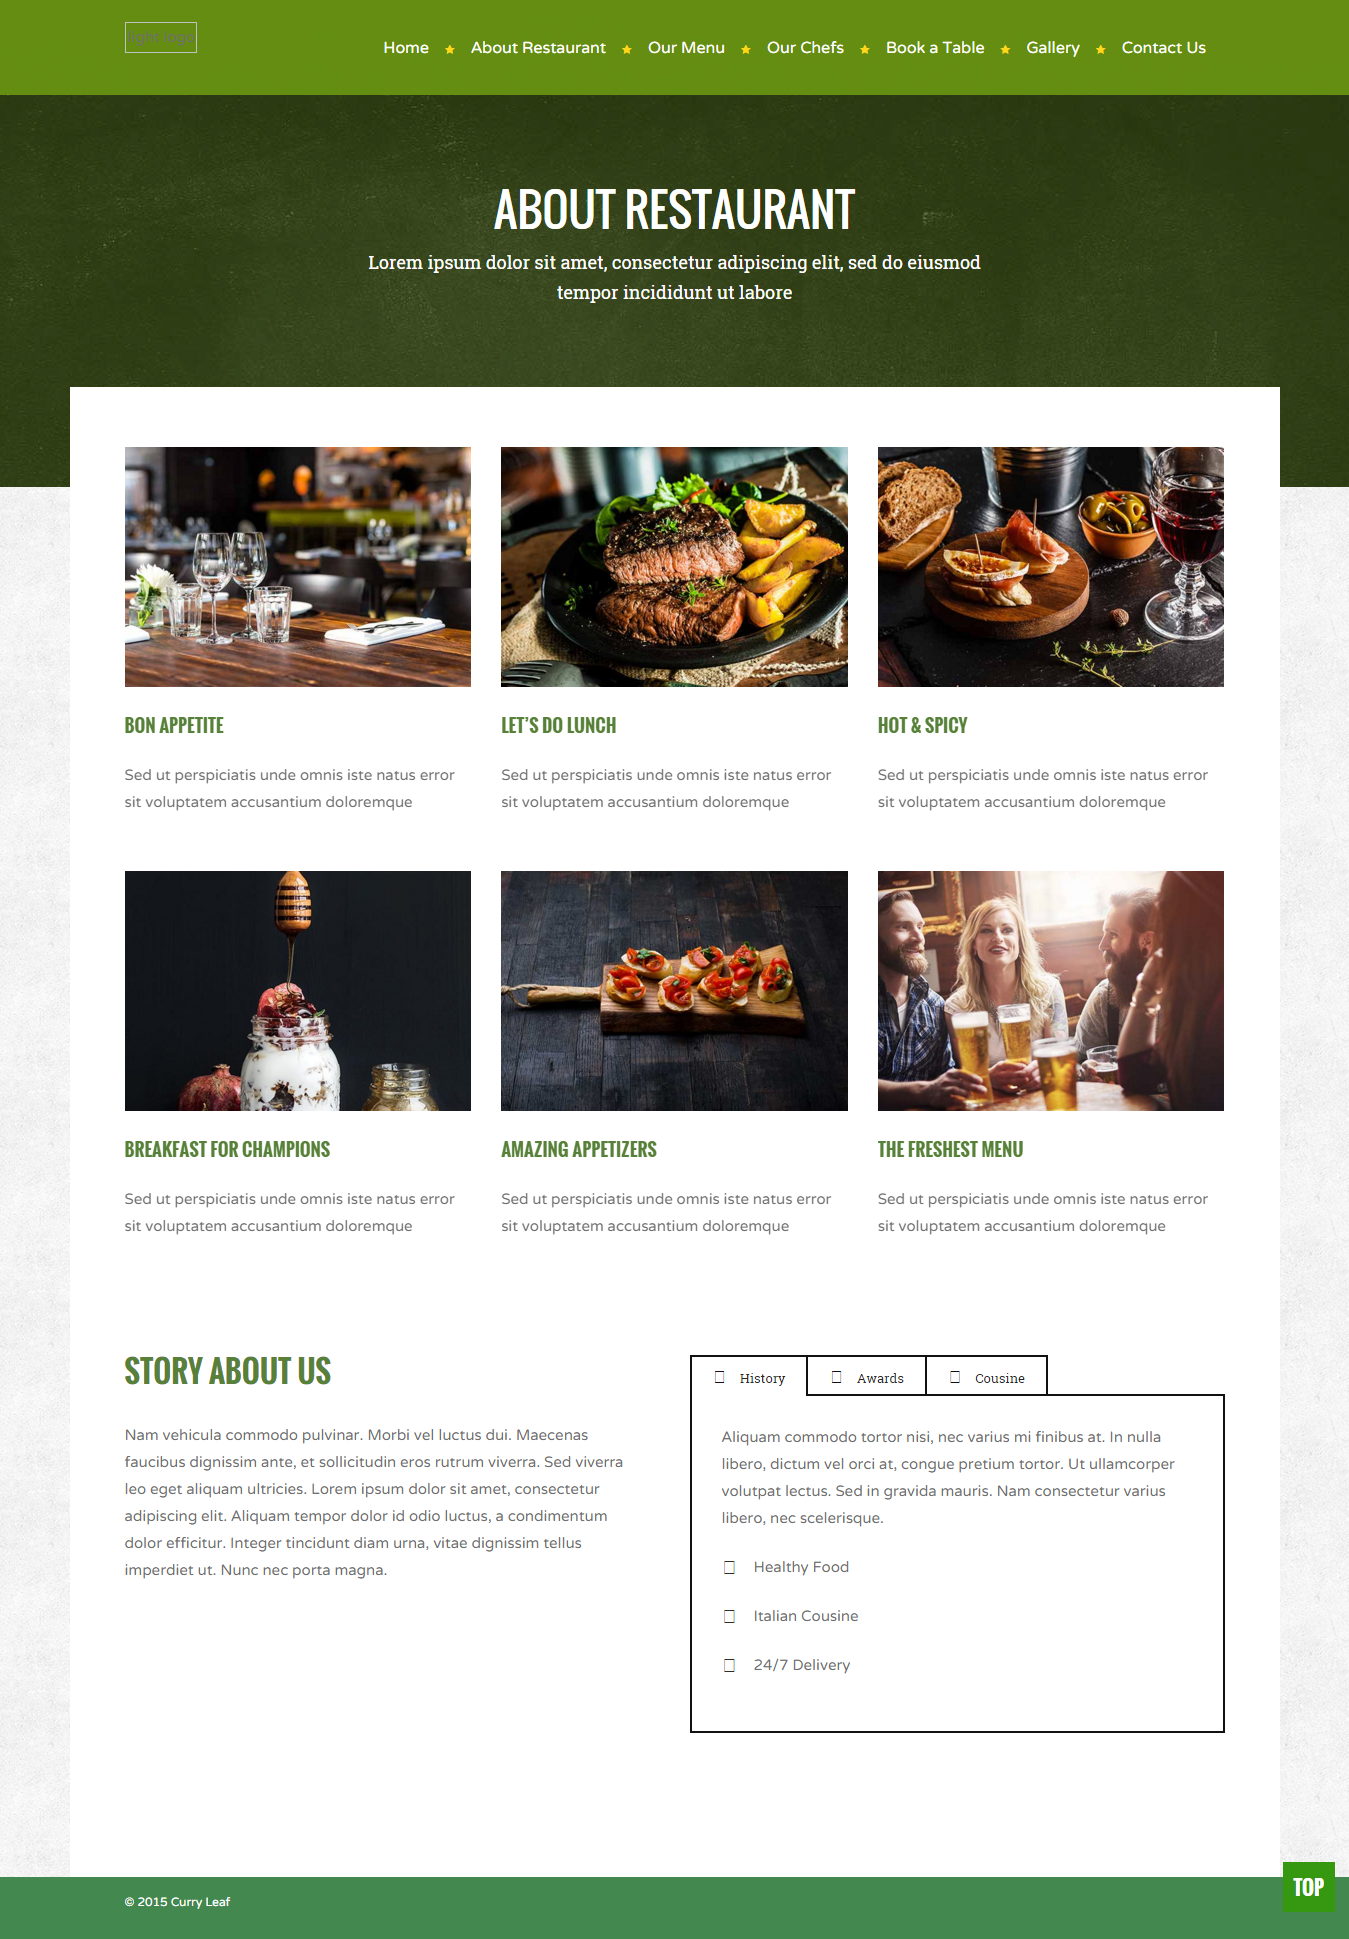 light logo
Home About Restaurant Our Menu Our Chefs Book a Table Gallery Contact Us
ABOUT RESTAURANT
Lorem ipsum dolor sit amet, consectetur adipiscing elit, sed do eiusmod
tempor incididunt ut labore
BON APPETITE
Sed ut perspiciatis unde omnis iste natus error
sit voluptatem accusantium doloremque
LET’S DO LUNCH
Sed ut perspiciatis unde omnis iste natus error
sit voluptatem accusantium doloremque
HOT & SPICY
Sed ut perspiciatis unde omnis iste natus error
sit voluptatem accusantium doloremque
BREAKFAST FOR CHAMPIONS
Sed ut perspiciatis unde omnis iste natus error
sit voluptatem accusantium doloremque
AMAZING APPETIZERS
Sed ut perspiciatis unde omnis iste natus error
sit voluptatem accusantium doloremque
THE FRESHEST MENU
Sed ut perspiciatis unde omnis iste natus error
sit voluptatem accusantium doloremque
STORY ABOUT US
Nam vehicula commodo pulvinar. Morbi vel luctus dui. Maecenas
faucibus dignissim ante, et sollicitudin eros rutrum viverra. Sed viverra
leo eget aliquam ultricies. Lorem ipsum dolor sit amet, consectetur
adipiscing elit. Aliquam tempor dolor id odio luctus, a condimentum
dolor efficitur. Integer tincidunt diam urna, vitae dignissim tellus
imperdiet ut. Nunc nec porta magna.
History Awards Cousine
Aliquam commodo tortor nisi, nec varius mi finibus at. In nulla
libero, dictum vel orci at, congue pretium tortor. Ut ullamcorper
volutpat lectus. Sed in gravida mauris. Nam consectetur varius
libero, nec scelerisque.
Healthy Food
Italian Cousine
24/7 Delivery
TOP
© 2015 Curry Leaf